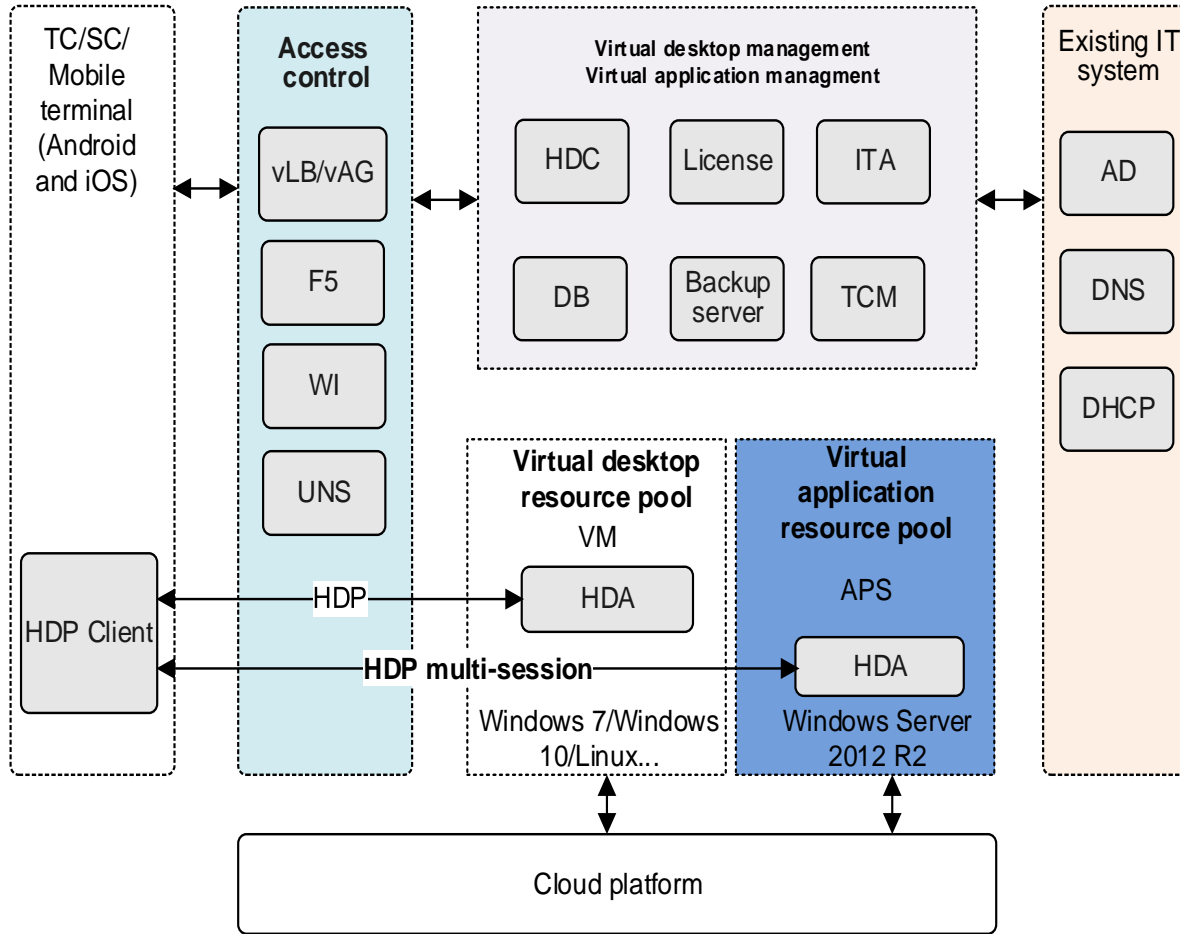 TC/SC/
Mobile
terminal
(Android
and iOS)
HDP Client
Access
control
vLB/vAG
F5
WI
UNS
Virtual desktop management
Virtual application managment
HDC
License
ITA
DB
Backup
server
TCM
Existing IT
system
AD
DNS
DHCP
Virtual desktop
resource pool
VM
HDA
Windows 7/Windows
10/Linux...
Virtual
application
resource pool
APS
HDA
Windows Server
2012 R2
HDP
HDP multi-session
Cloud platform